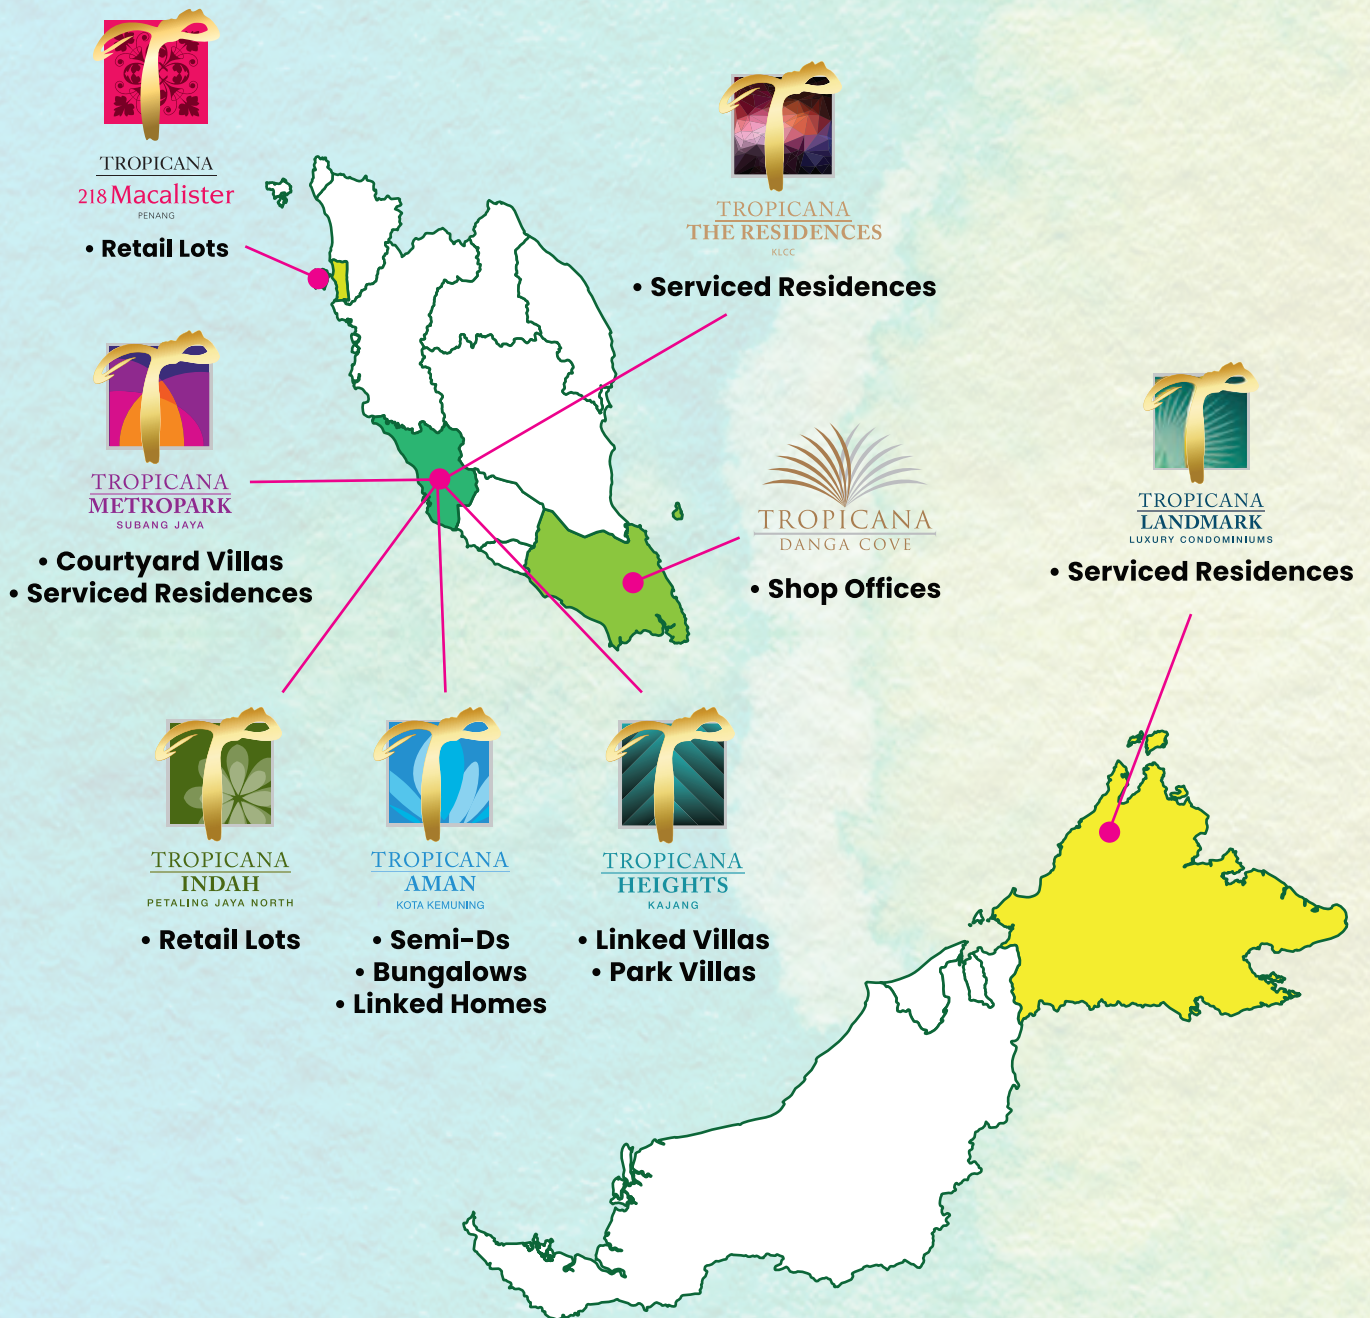 TROPICANA
218 Macalister
PENANG
• Retail Lots
TROPICANA
THE RESIDENCES
KLCC
• Serviced Residences
TROPICANA
METROPARK
SUBANG JAYA
• Courtyard Villas
• Serviced Residences
TROPICANA
DANGA COVE
• Shop Offices
TROPICANA
LANDMARK
LUXURY CONDOMINIUMS
• Serviced Residences
TROPICANA
INDAH
PETALING JAYA NORTH
• Retail Lots
TROPICANA
AMAN
KOTA KEMUNING
• Semi-Ds
• Bungalows
• Linked Homes
TROPICANA
HEIGHTS
KAJANG
• Linked Villas
• Park Villas